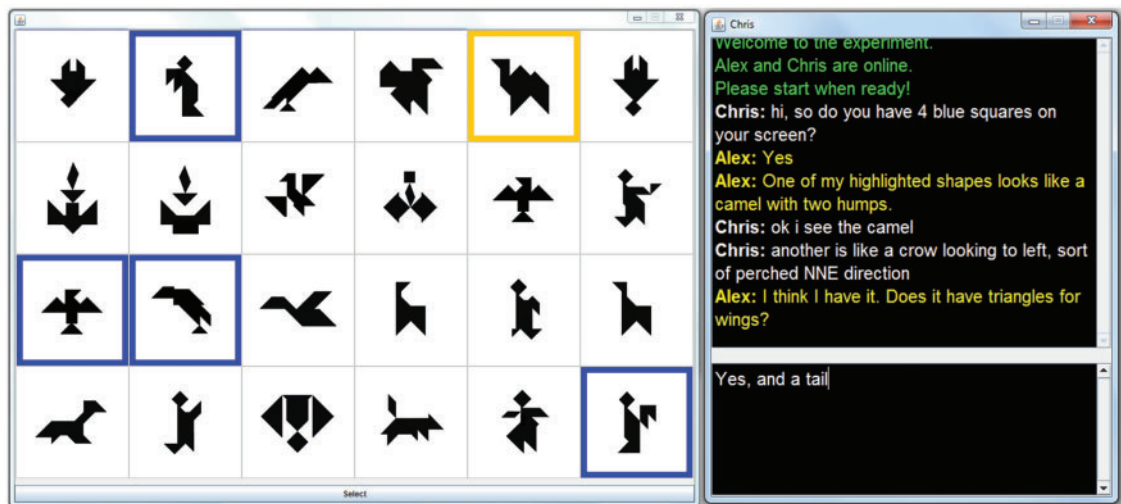 Chris
Welcome to the experiment.
Alex and Chris are online.
Please start when ready!
Chris: hi, so do you have 4 blue squares on
your screen?
Alex: Yes
Alex: One of my highlighted shapes looks like a
camel with two humps.
Chris: ok i see the camel
Chris: another is like a crow looking to left, sort
of perched NNE direction
Alex: I think I have it. Does it have triangles for
wings?
Yes, and a tail
Select